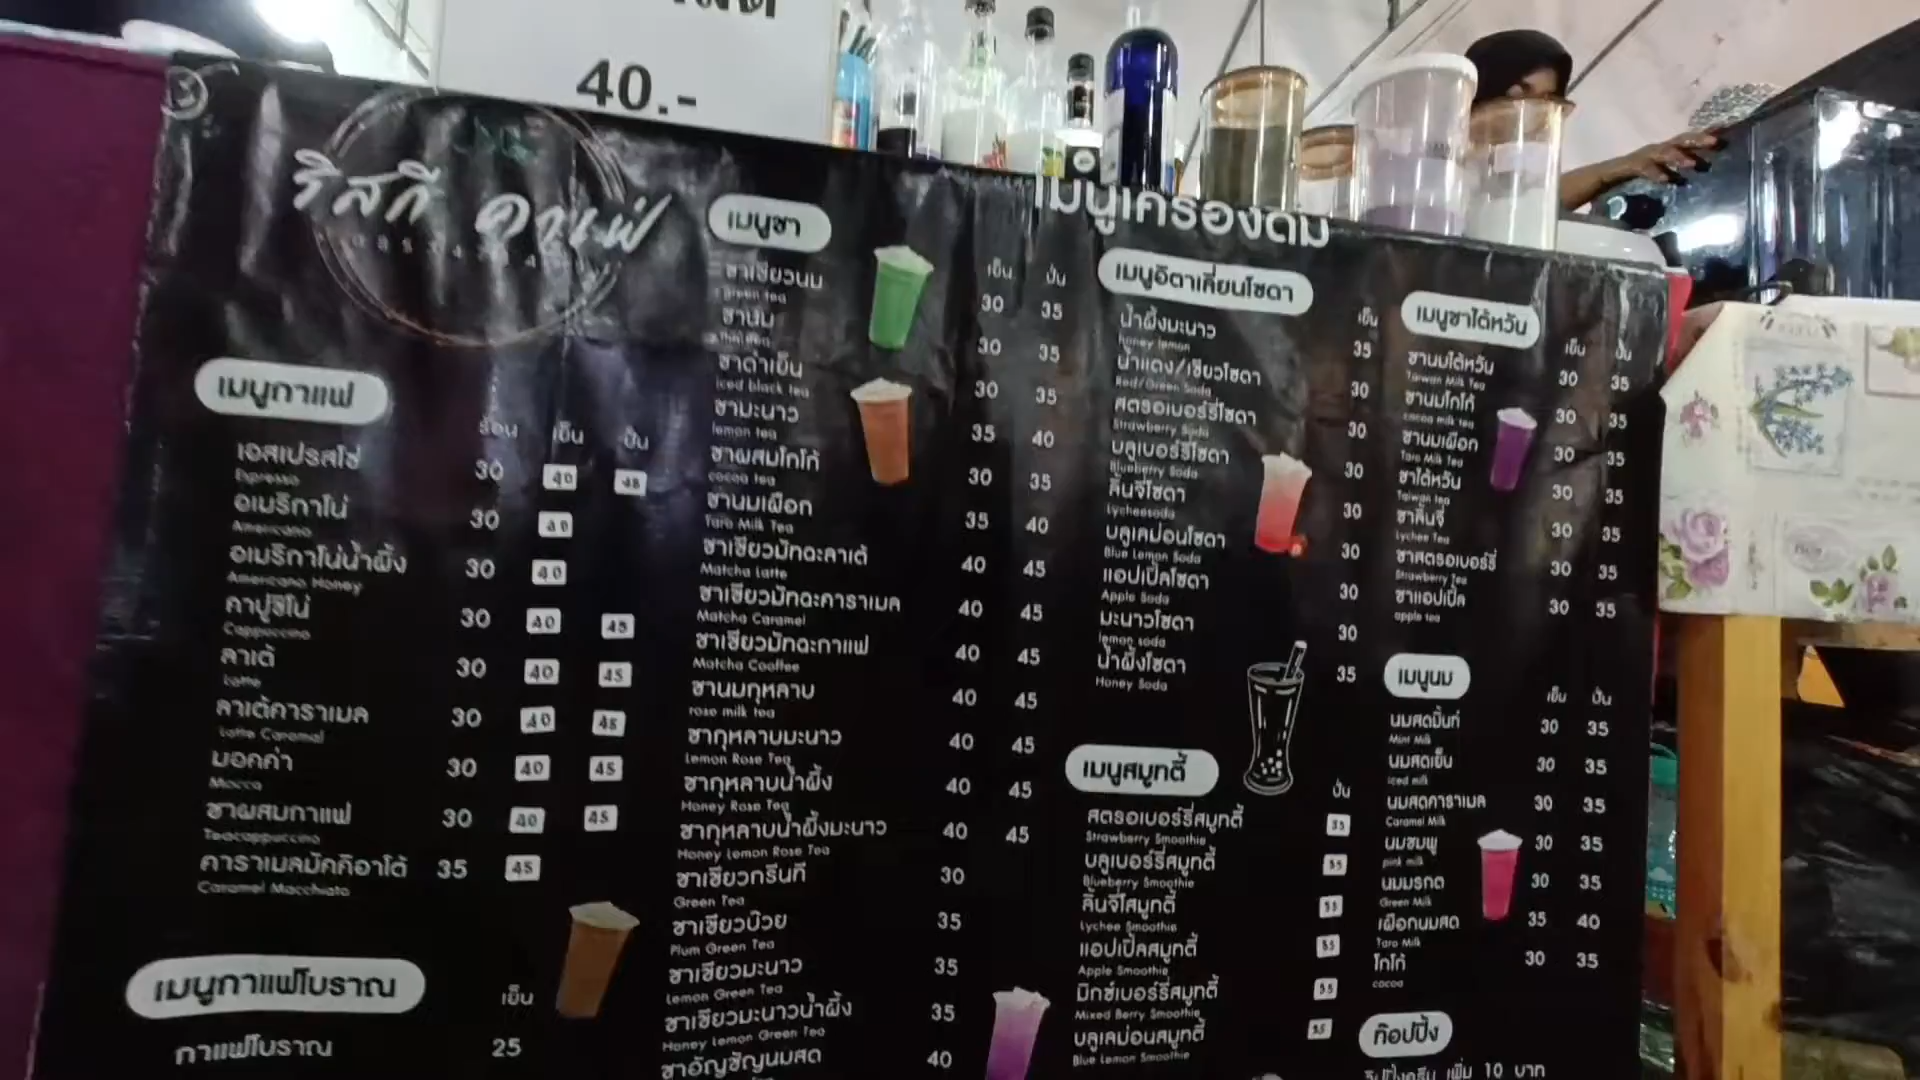 40.-
ริสกี คาเฟ่
เมนูเครื่องดื่ม
เมนูกาแฟ
ร้อน เย็น ปั่น
เอสเปรสโซ่ 30 40 45
Espresso
อเมริกาโน่ 30 40
Americano
อเมริกาโน่น้ำผึ้ง 30 40
Americano Honey
คาปูชิโน่ 30 40 45
Cappuccino
ลาเต้ 30 40 45
Latte
ลาเต้คาราเมล 30 40 45
Latte Caramal
มอคค่า 30 40 45
Mocca
ชาผสมกาแฟ 30 40 45
Teacappuccino
คาราเมลมัคคิอาโต้ 35 45
Caramel Macchiato
เมนูกาแฟโบราณ
เย็น
กาแฟโบราณ 25
เมนูชา
เย็น ปั่น
ชาเขียวนม 30 35
Green tea
ชานม 30 35
Thai tea
ชาดำเย็น 30 35
iced black tea
ชามะนาว 35 40
lemon tea
ชาผสมโกโก้ 30 35
cocoa tea
ชานมเผือก 35 40
Taro Milk Tea
ชาเขียวมัทฉะลาเต้ 40 45
Matcha Latte
ชาเขียวมัทฉะคาราเมล 40 45
Matcha Caramel
ชาเขียวมัทฉะกาแฟ 40 45
Matcha Cooffee
ชานมกุหลาบ 40 45
rose milk tea
ชากุหลาบมะนาว 40 45
Lemon Rose Tea
ชากุหลาบน้ำผึ้ง 40 45
Honey Rose Tea
ชากุหลาบน้ำผึ้งมะนาว 40 45
Honey Lemon Rose Tea
ชาเขียวกรีนที 30
Green Tea
ชาเขียวบ๊วย 35
Plum Green Tea
ชาเขียวมะนาว 35
Lemon Green Tea
ชาเขียวมะนาวน้ำผึ้ง 35
Honey Lemon Green Tea
ชาอัญชัญนมสด 40
เมนูอิตาเลี่ยนโซดา
เย็น
น้ำผึ้งมะนาว 35
honey lemon
น้ำแดง/เขียวโซดา 30
Red/Green Soda
สตรอเบอร์รี่โซดา 30
Strawberry Soda
บลูเบอร์รี่โซดา 30
Blueberry Soda
ลิ้นจี่โซดา 30
Lycheesoda
บลูเลม่อนโซดา 30
Blue Lemon Soda
แอปเปิ้ลโซดา 30
Apple Soda
มะนาวโซดา 30
lemon soda
น้ำผึ้งโซดา 35
Honey Soda
เมนูสมูทตี้
ปั่น
สตรอเบอร์รี่สมูทตี้ 35
Strawberry Smoothie
บลูเบอร์รี่สมูทตี้ 35
Blueberry Smoothie
ลิ้นจี่สมูทตี้ 35
Lychee Smoothie
แอปเปิ้ลสมูทตี้ 35
Apple Smoothie
มิกซ์เบอร์รี่สมูทตี้ 35
Mixed Berry Smoothie
บลูเลม่อนสมูทตี้ 35
Blue Lemon Smoothie
เมนูชาไต้หวัน
เย็น ปั่น
ชานมไต้หวัน 30 35
Taiwan Milk Tea
ชานมโกโก้ 30 35
cocoa milk tea
ชานมเผือก 30 35
Taro Milk Tea
ชาไต้หวัน 30 35
Taiwan tea
ชาลิ้นจี่ 30 35
Lychee Tea
ชาสตรอเบอร์รี่ 30 35
Strawberry Tea
ชาแอปเปิ้ล 30 35
apple tea
เมนูนม
เย็น ปั่น
นมสดมิ้นท์ 30 35
Mint Milk
นมสดเย็น 30 35
iced milk
นมสดคาราเมล 30 35
Caramel Milk
นมชมพู 30 35
pink milk
นมมรกต 30 35
Green Milk
เผือกนมสด 35 40
Taro Milk
โกโก้ 30 35
cocoa
ท๊อปปิ้ง
วิปปิ้งครีม เพิ่ม 10 บาท